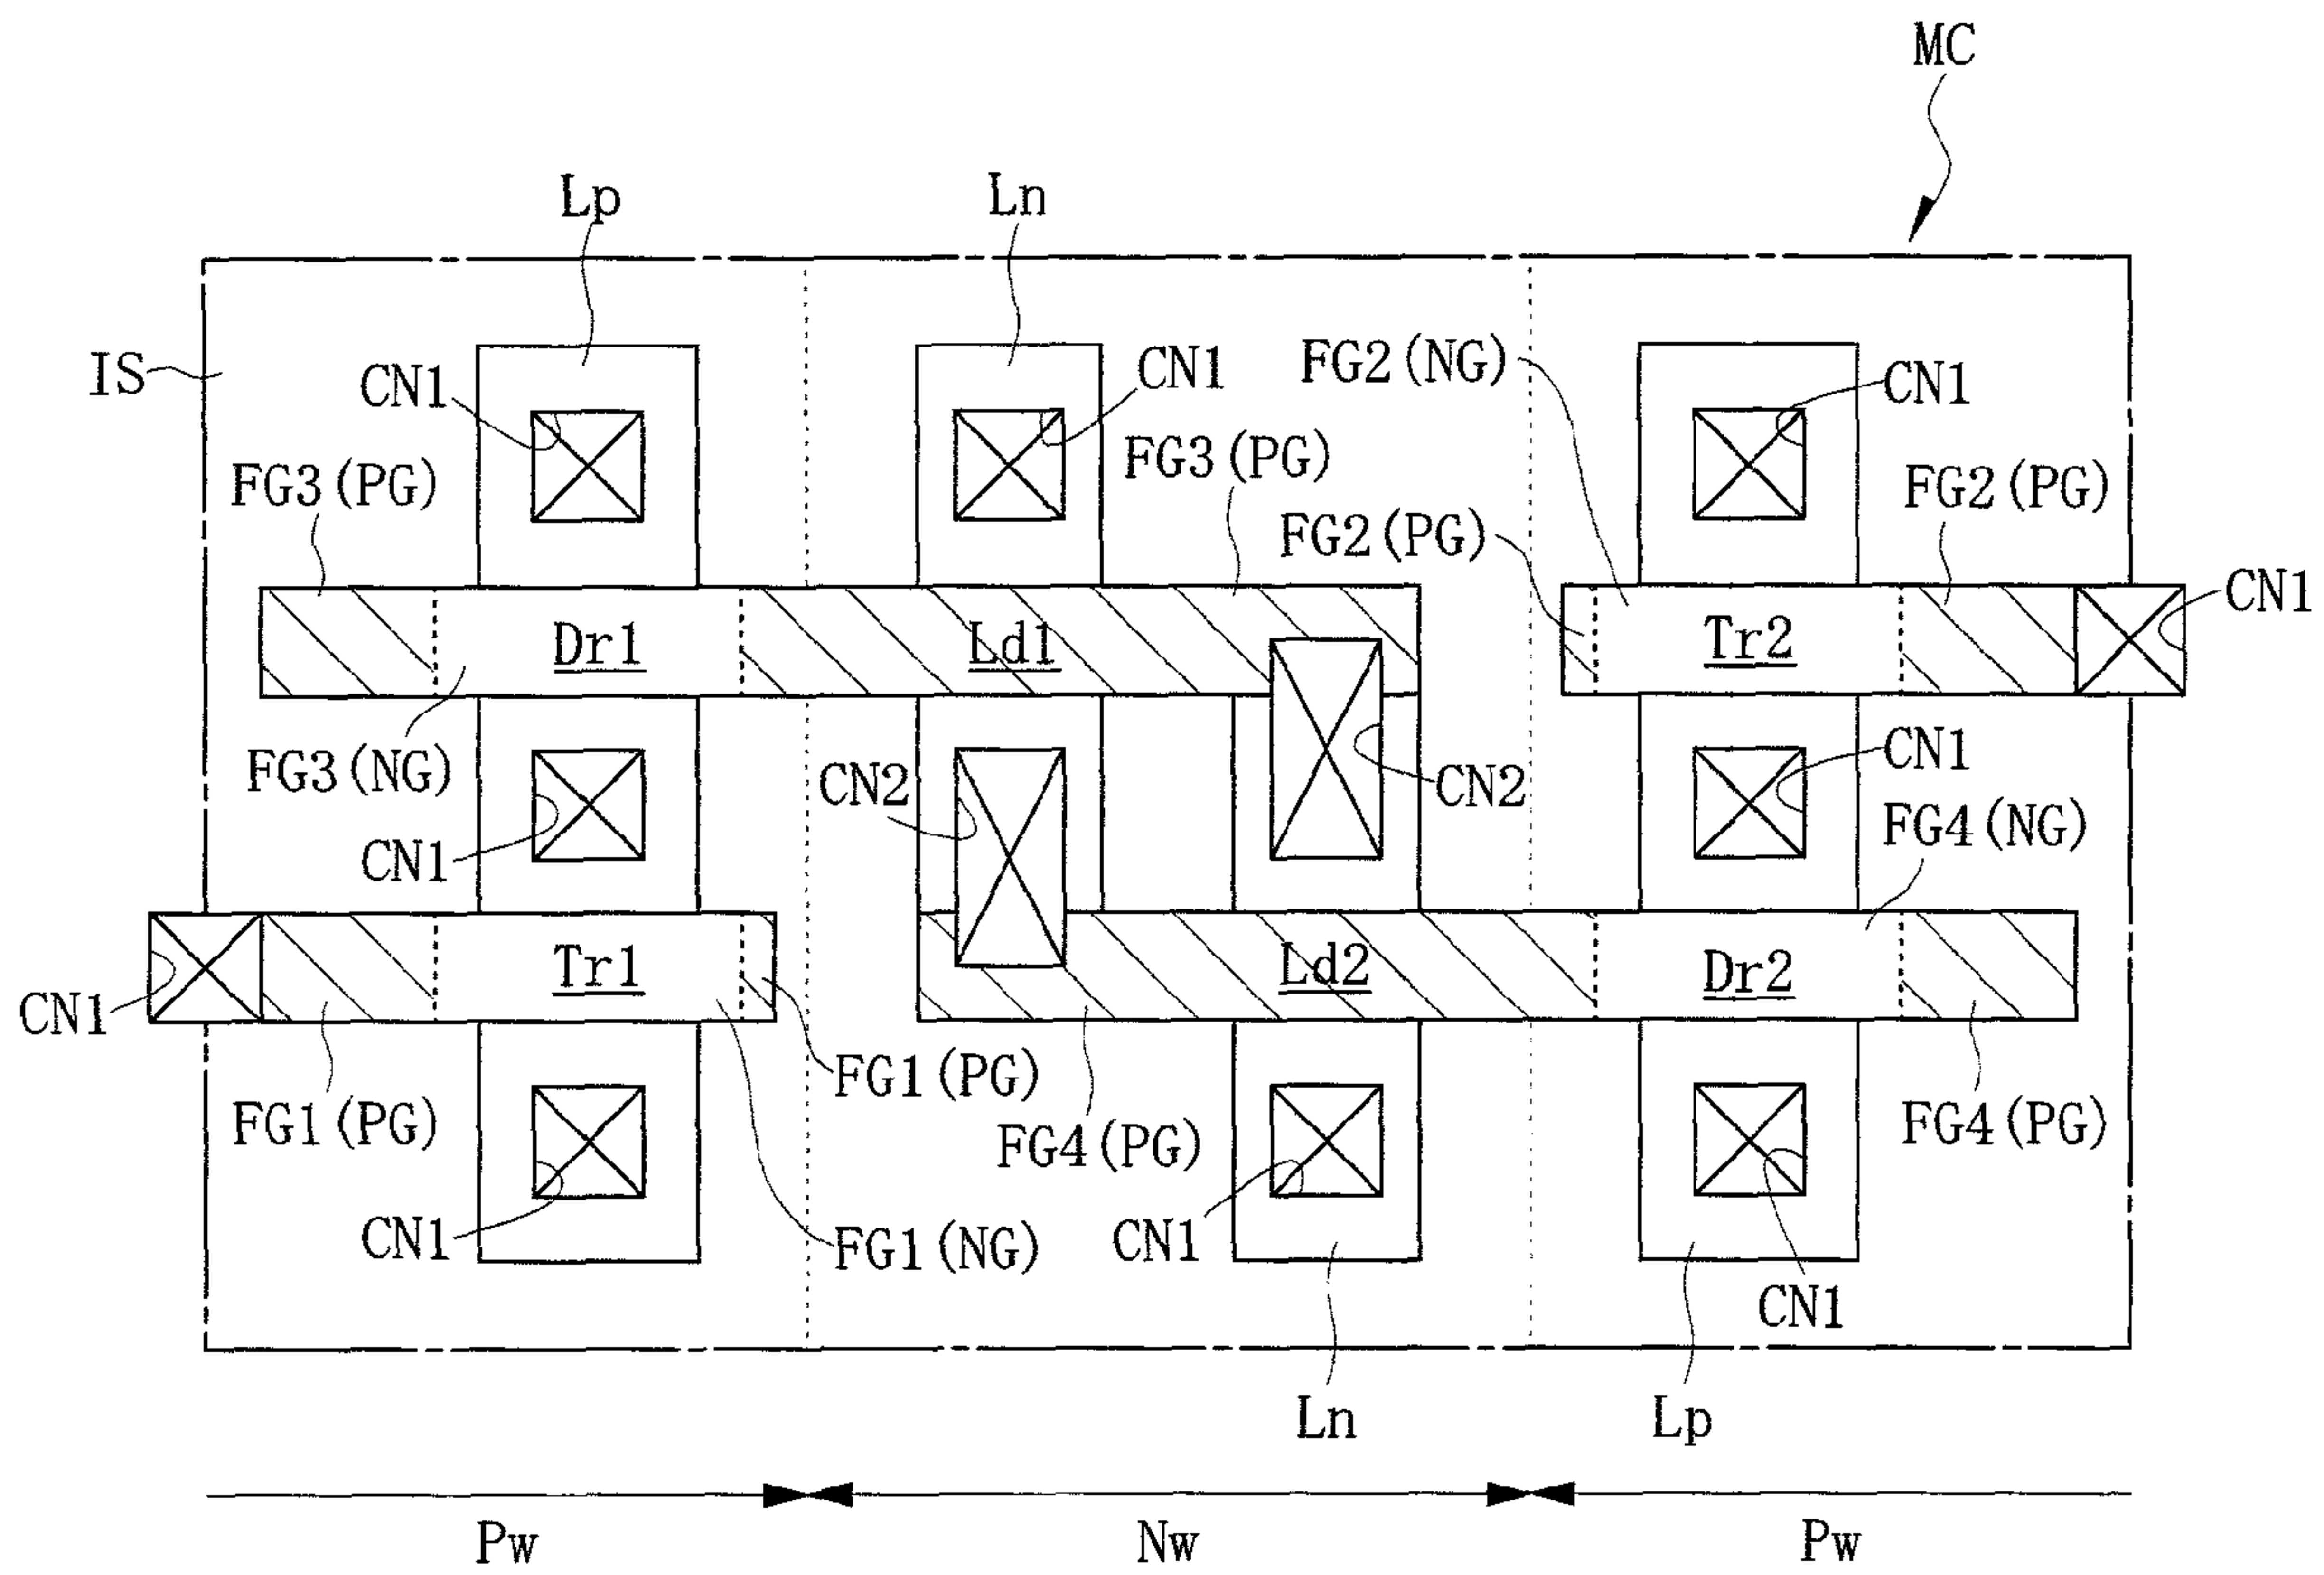 MC
Lp
Ln
IS
CN1
CN1
FG2(NG)
CN1
FG3(PG)
FG3(PG)
FG2(PG)
FG2(PG)
CN1
Dr1
Ld1
Tr2
FG3(NG)
CN2
CN2
CN1
CN1
FG4(NG)
CN1
Tr1
Ld2
Dr2
FG1(PG)
FG1(PG)
FG4(PG)
FG4(PG)
CN1
FG1(NG)
CN1
CN1
Ln
Lp
Pw
Nw
Pw